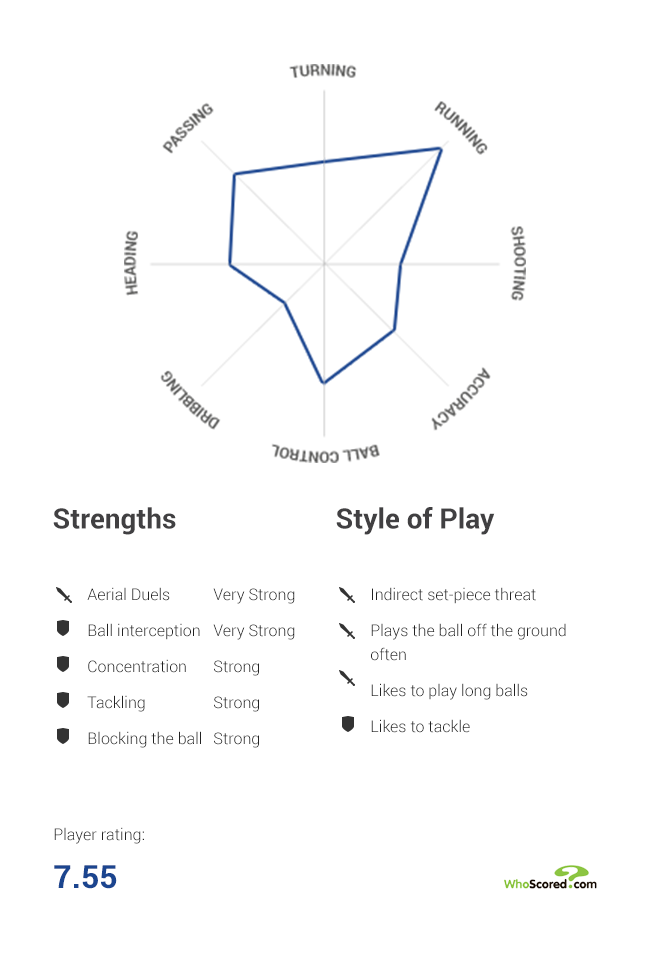 TURNING
PASSING
RUNNING
HEADING
SHOOTING
DRIBBLING
ACCURACY
BALL CONTROL
Strengths
Aerial Duels Very Strong
Ball interception Very Strong
Concentration Strong
Tackling Strong
Blocking the ball Strong
Style of Play
Indirect set-piece threat
Plays the ball off the ground
often
Likes to play long balls
Likes to tackle
Player rating:
7.55
WhoScored.com